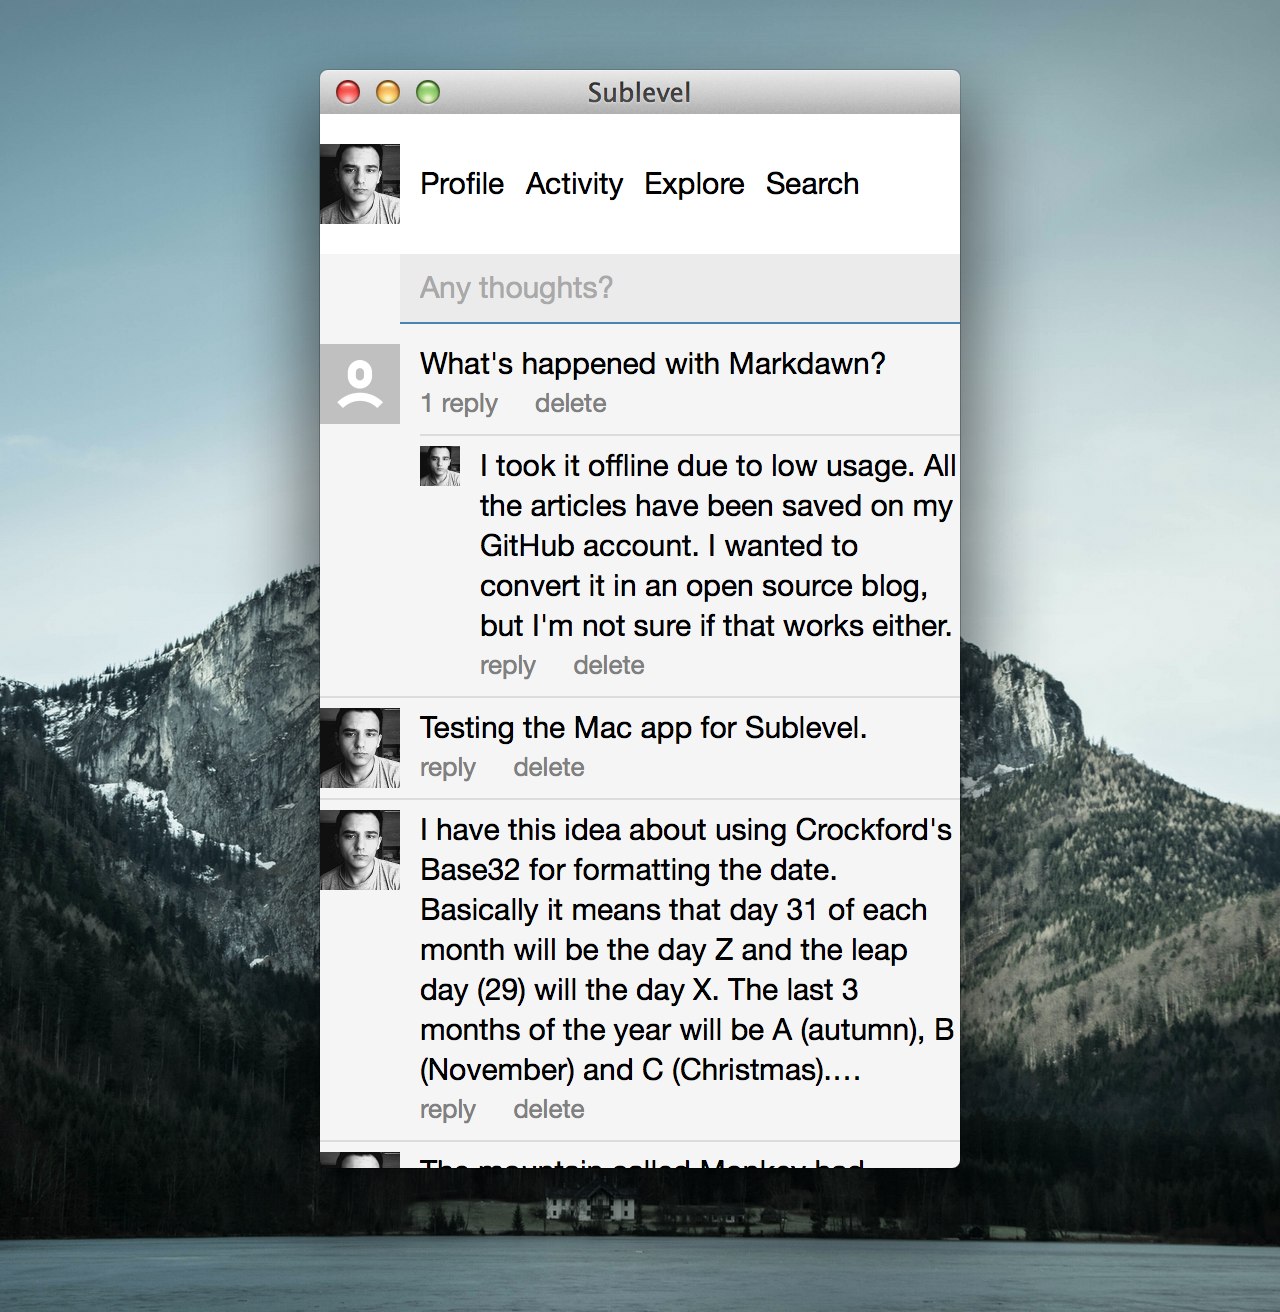 Sublevel
Profile Activity Explore Search
Any thoughts?
What's happened with Markdawn?
1 reply delete
I took it offline due to low usage. All
the articles have been saved on my
GitHub account. I wanted to
convert it in an open source blog,
but I'm not sure if that works either.
reply delete
Testing the Mac app for Sublevel.
reply delete
I have this idea about using Crockford's
Base32 for formatting the date.
Basically it means that day 31 of each
month will be the day Z and the leap
day (29) will the day X. The last 3
months of the year will be A (autumn), B
(November) and C (Christmas)....
reply delete
The mountain called Monkey had